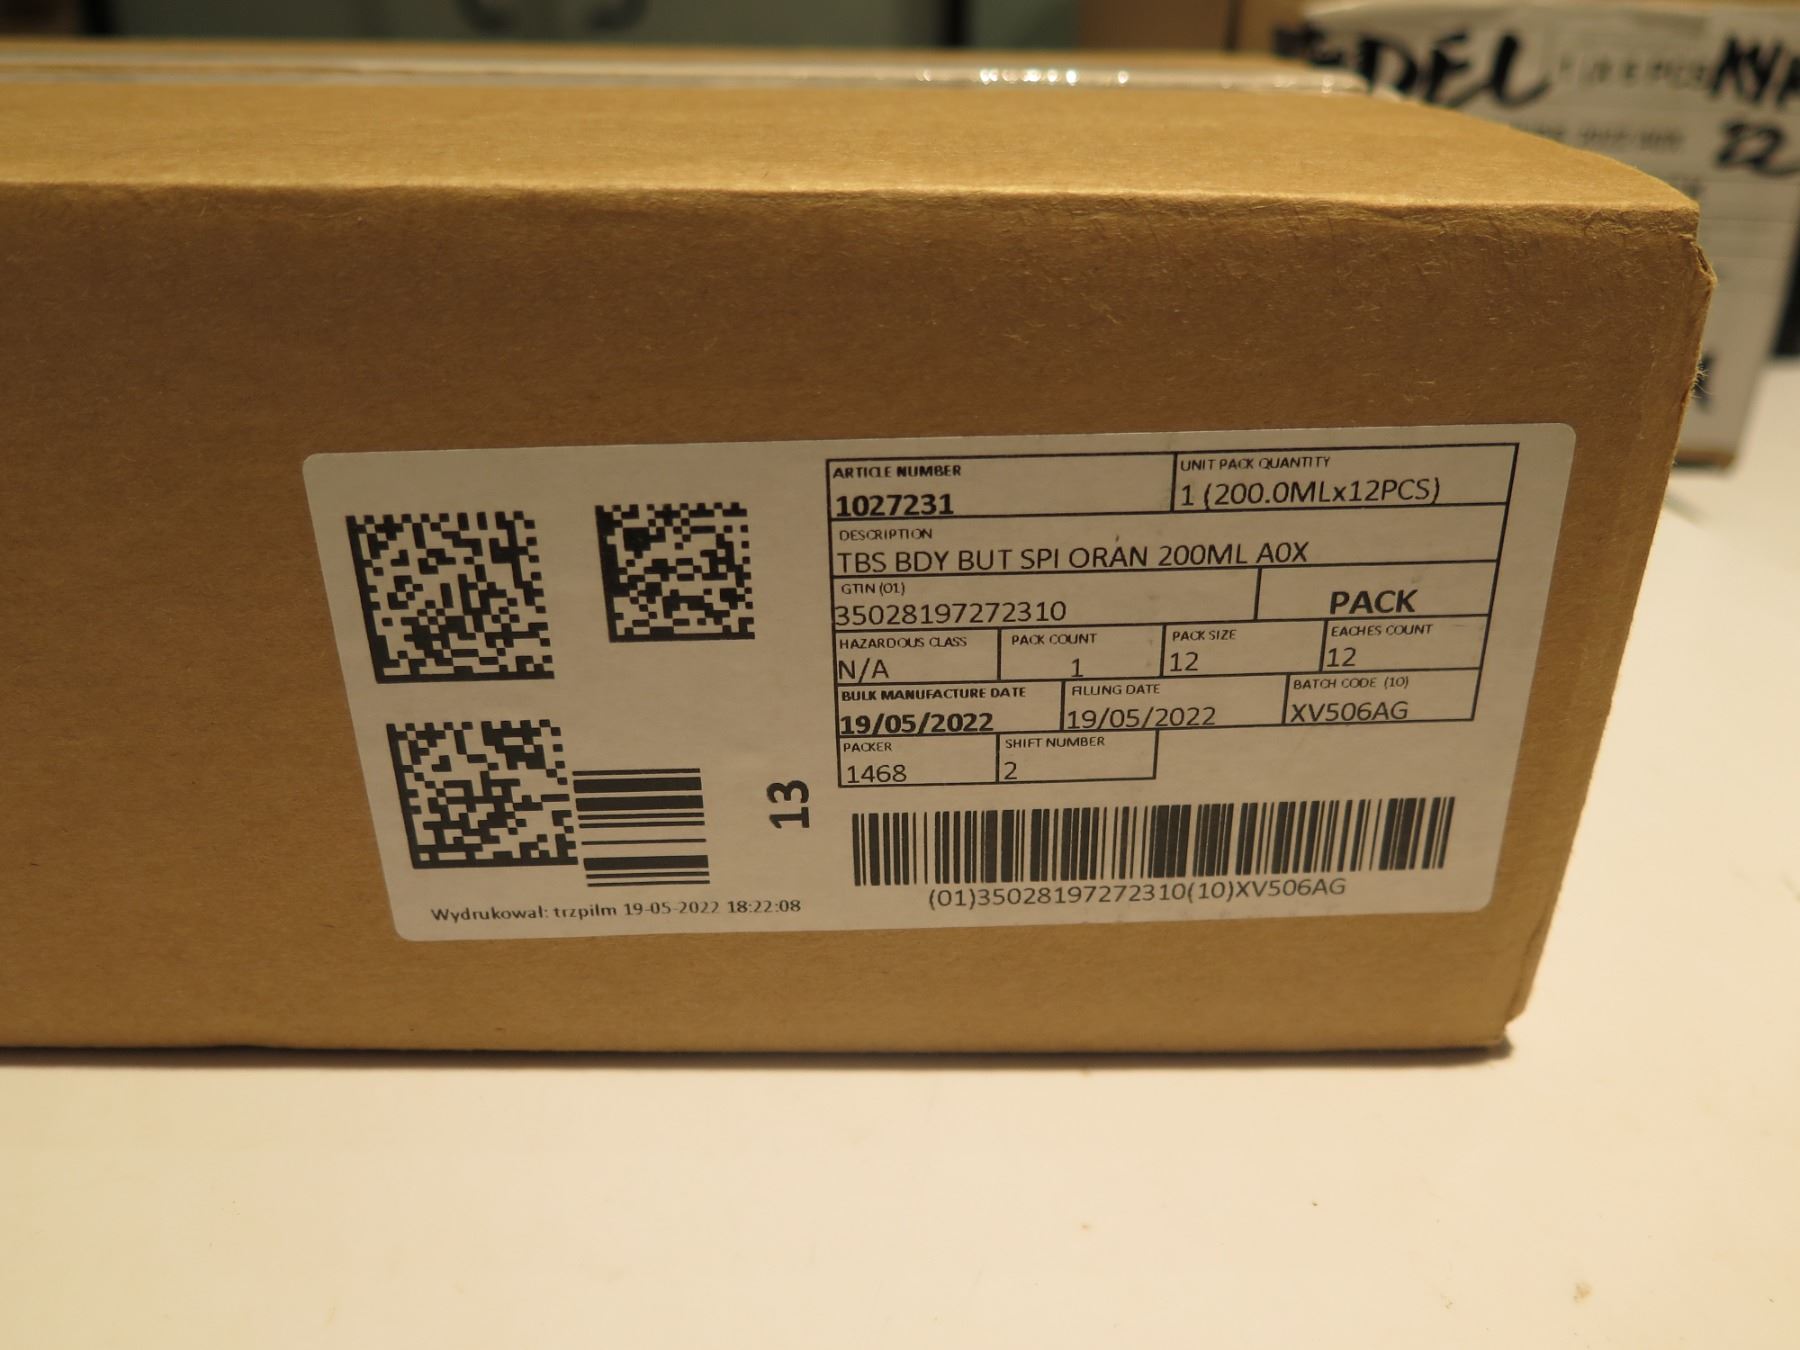 DEL
22
ARTICLE NUMBER
1027231
UNIT PACK QUANTITY
1 (200.0MLx12PCS)
DESCRIPTION
TBS BDY BUT SPI ORAN 200ML A0X
GTIN (01)
35028197272310
PACK
HAZARDOUS CLASS
N/A
PACK COUNT
1
PACK SIZE
12
EACHES COUNT
12
BULK MANUFACTURE DATE
19/05/2022
FILLING DATE
19/05/2022
BATCH CODE (10)
XV506AG
PACKER
1468
SHIFT NUMBER
2
13
(01)35028197272310(10)XV506AG
Wydrukował: trzpilm 19-05-2022 18:22:08